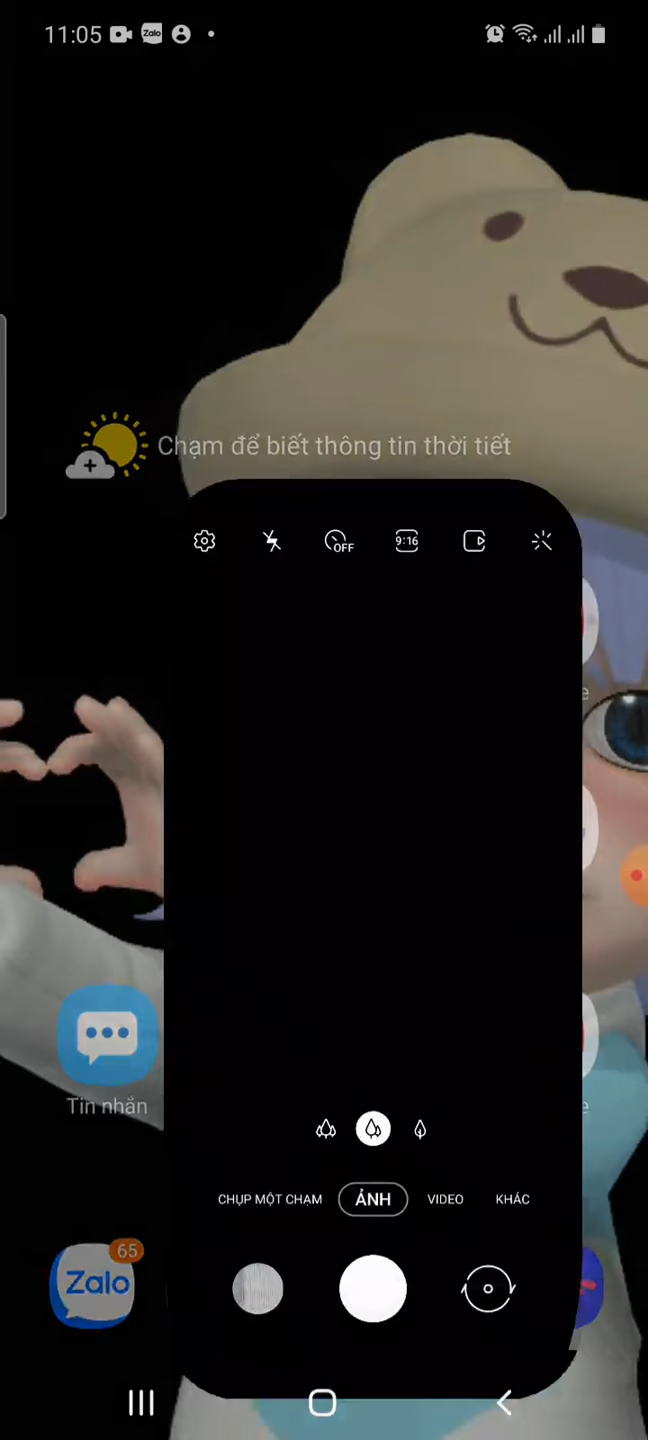 11:05 Zalo
Chạm để biết thông tin thời tiết
OFF 9:16
e
Tin nhắn
e
CHỤP MỘT CHẠM ẢNH VIDEO KHÁC
65
Zalo